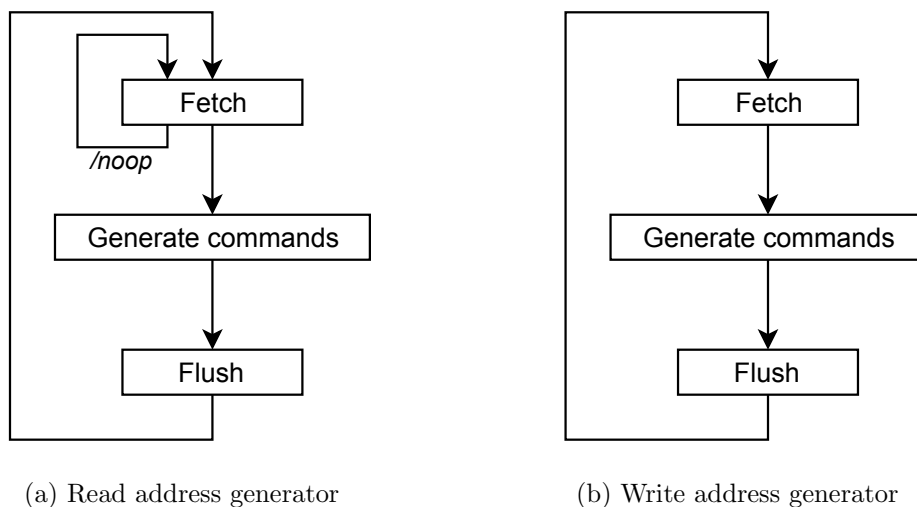 Fetch
/noop
Generate commands
Flush
(a) Read address generator
Fetch
Generate commands
Flush
(b) Write address generator